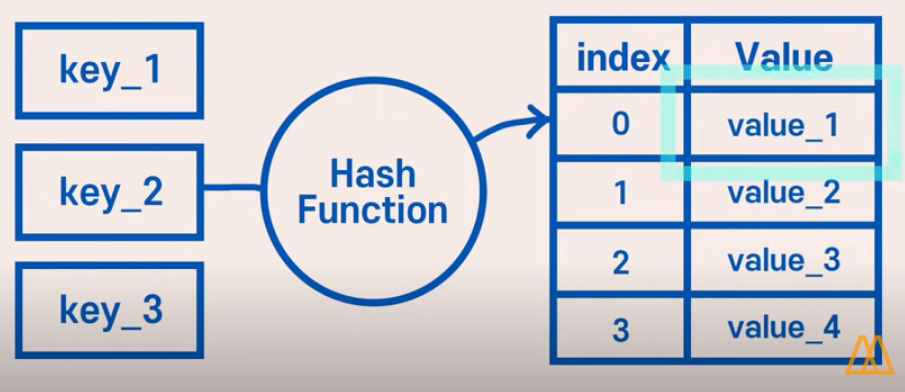 key_1
key_2
key_3
Hash
Function
index Value
0 value_1
1 value_2
2 value_3
3 value_4